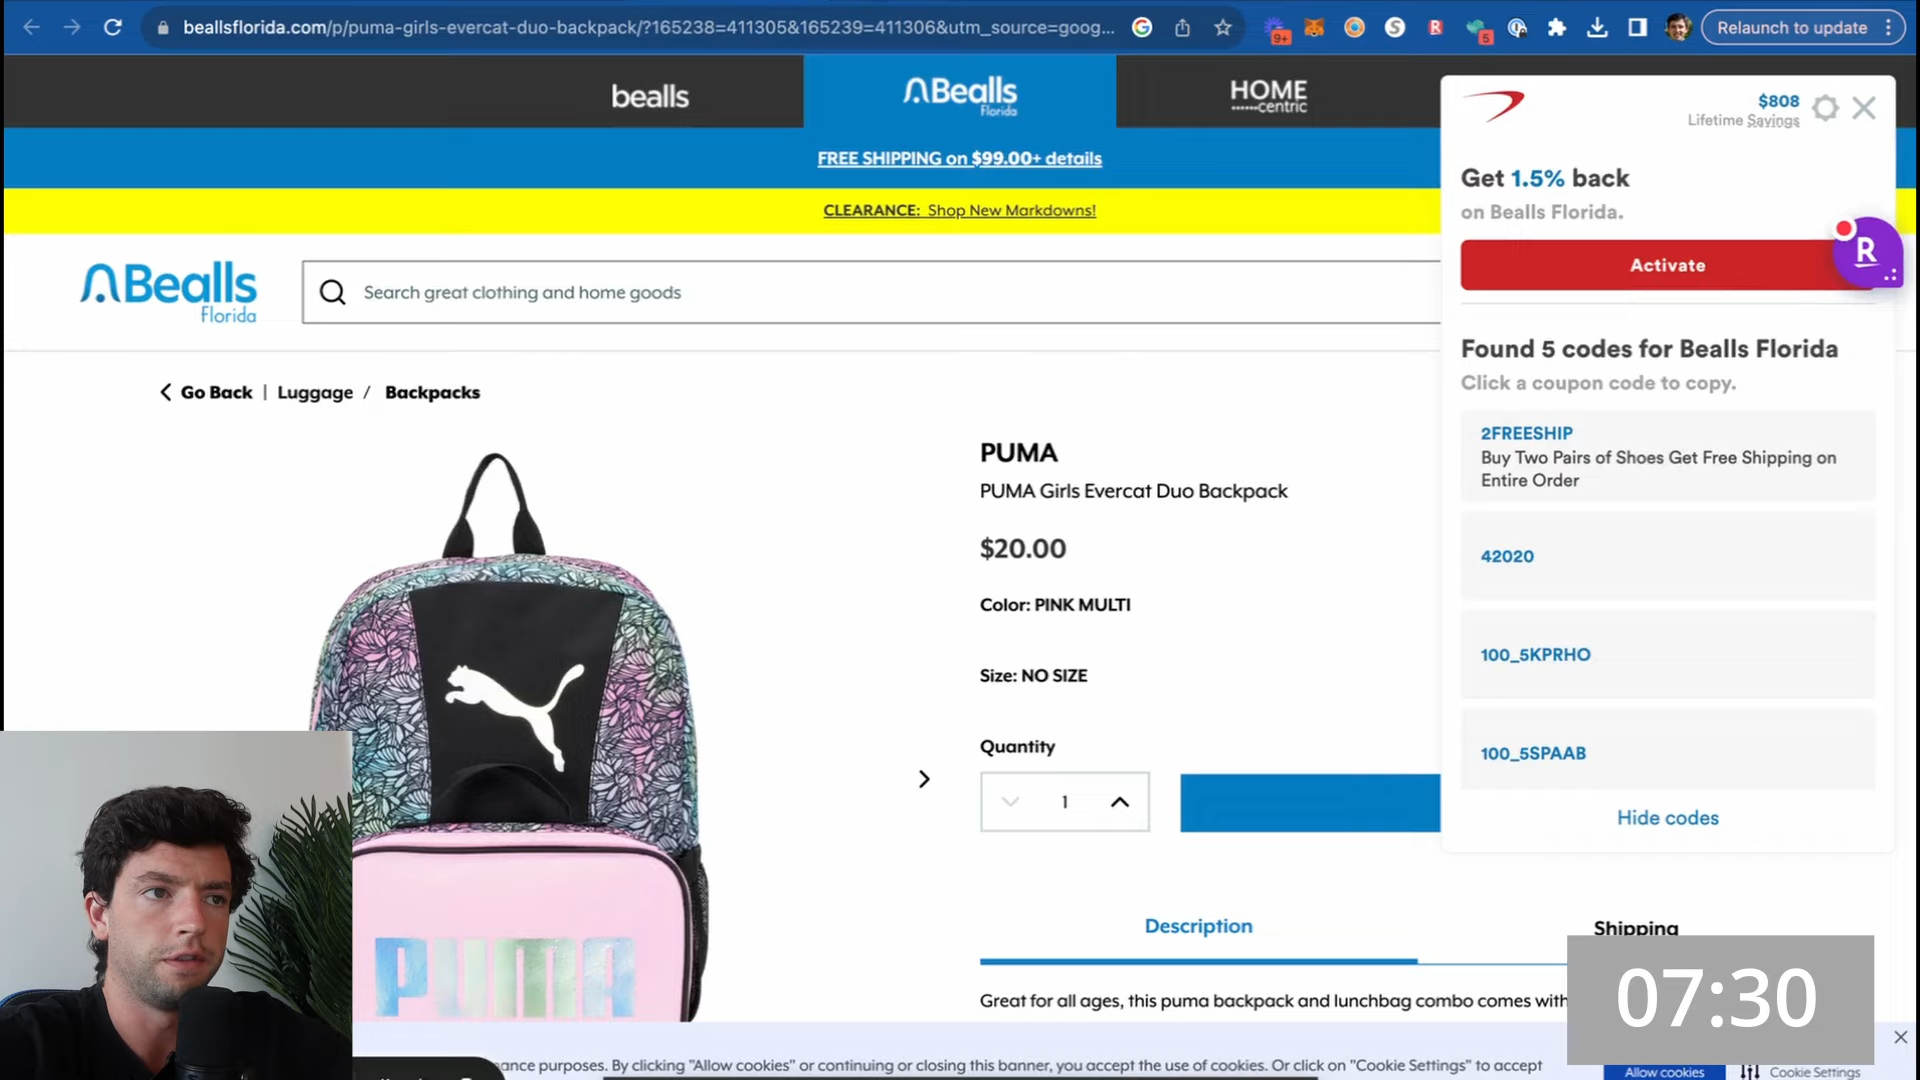 beallsflorida.com/p/puma-girls-evercat-duo-backpack/?165238=411305&165239=411306&utm_source=goog...
9+
5
Relaunch to update
bealls
Bealls
Florida
HOME
centric
FREE SHIPPING on $99.00+ details
CLEARANCE: Shop New Markdowns!
Bealls
Florida
Search great clothing and home goods
Go Back | Luggage / Backpacks
PUMA
PUMA Girls Evercat Duo Backpack
$20.00
Color: PINK MULTI
Size: NO SIZE
Quantity
1
Description
Shipping
Great for all ages, this puma backpack and lunchbag combo comes with
PUMA
$808
Lifetime Savings
Get 1.5% back
on Bealls Florida.
Activate
R
Found 5 codes for Bealls Florida
Click a coupon code to copy.
2FREESHIP
Buy Two Pairs of Shoes Get Free Shipping on
Entire Order
42020
100_5KPRHO
100_5SPAAB
Hide codes
07:30
ance purposes. By clicking "Allow cookies" or continuing or closing this banner, you accept the use of cookies. Or click on "Cookie Settings" to accept
Allow cookies
Cookie Settings